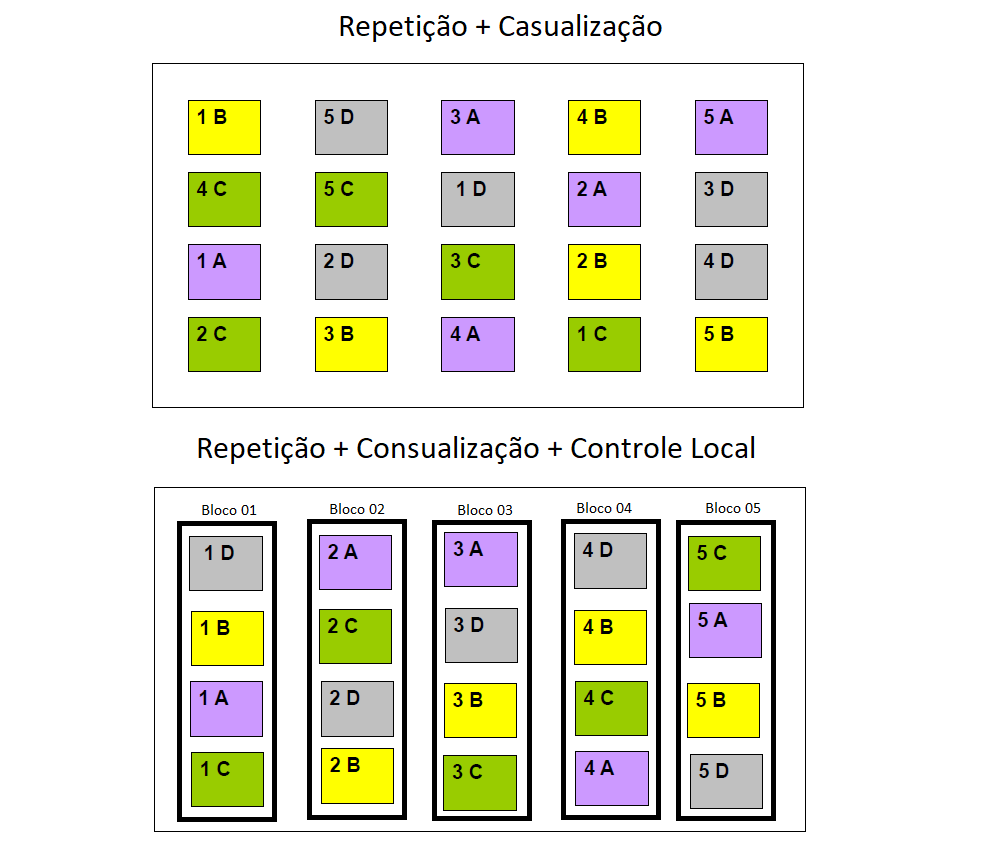 Repetição + Casualização
1 B 5 D 3 A 4 B 5 A
4 C 5 C 1 D 2 A 3 D
1 A 2 D 3 C 2 B 4 D
2 C 3 B 4 A 1 C 5 B
Repetição + Consualização + Controle Local
Bloco 01 Bloco 02 Bloco 03 Bloco 04 Bloco 05
1 D 2 A 3 A 4 D 5 C
1 B 2 C 3 D 4 B 5 A
1 A 2 D 3 B 4 C 5 B
1 C 2 B 3 C 4 A 5 D